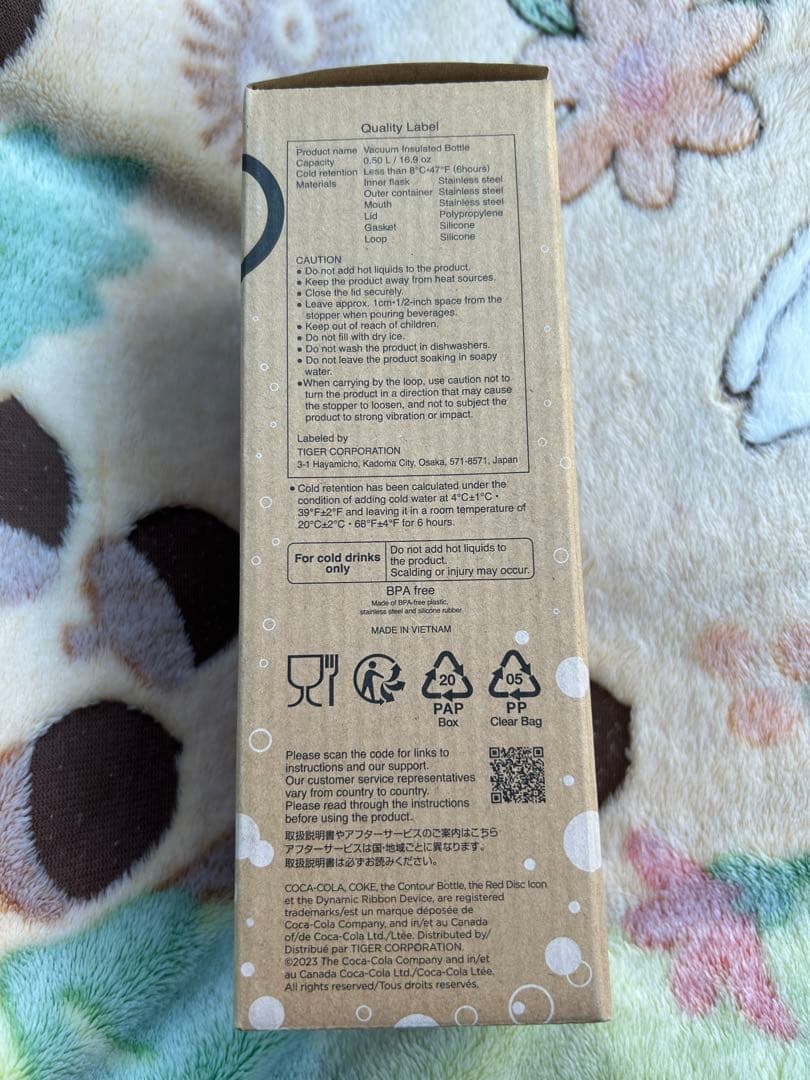 Quality Label
Product name Vacuum Insulated Bottle
Capacity 0.50 L / 16.9 oz
Cold retention Less than 8°C•47°F (6hours)
Materials Inner flask Stainless steel
Outer container Stainless steel
Mouth Stainless steel
Lid Polypropylene
Gasket Silicone
Loop Silicone
CAUTION
● Do not add hot liquids to the product.
● Keep the product away from heat sources.
● Close the lid securely.
● Leave approx. 1cm•1/2-inch space from the
stopper when pouring beverages.
● Keep out of reach of children.
● Do not fill with dry ice.
● Do not wash the product in dishwashers.
● Do not leave the product soaking in soapy
water.
●When carrying by the loop, use caution not to
turn the product in a direction that may cause
the stopper to loosen, and not to subject the
product to strong vibration or impact.
Labeled by
TIGER CORPORATION
3-1 Hayamicho, Kadoma City, Osaka, 571-8571, Japan
● Cold retention has been calculated under the
condition of adding cold water at 4°C±1°C •
39°F±2°F and leaving it in a room temperature of
20°C±2°C • 68°F±4°F for 6 hours.
For cold drinks
only
Do not add hot liquids to
the product.
Scalding or injury may occur.
BPA free
Made of BPA-free plastic,
stainless steel and silicone rubber
MADE IN VIETNAM
20 05
PAP PP
Box Clear Bag
Please scan the code for links to
instructions and our support.
Our customer service representatives
vary from country to country.
Please read through the instructions
before using the product.
取扱説明書やアフターサービスのご案内はこちら
アフターサービスは国・地域ごとに異なります。
取扱説明書は必ずお読みください。
COCA-COLA, COKE, the Contour Bottle, the Red Disc Icon
et the Dynamic Ribbon Device, are registered
trademarks/est un marque déposée de
Coca-Cola Company, and in/et au Canada
of/de Coca-Cola Ltd./Ltée. Distributed by/
Distribué par TIGER CORPORATION.
©2023 The Coca-Cola Company and in/et
au Canada Coca-Cola Ltd./Coca-Cola Ltée.
All rights reserved/Tous droits reservés.